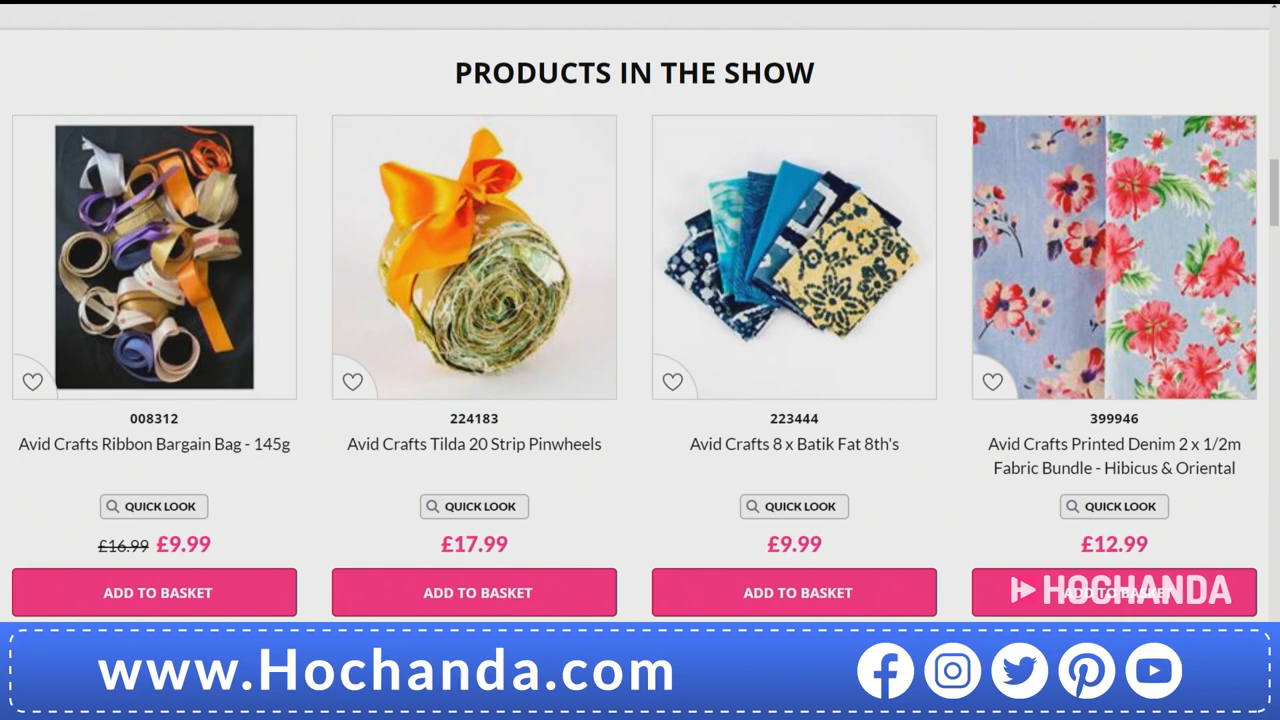 PRODUCTS IN THE SHOW
008312
Avid Crafts Ribbon Bargain Bag - 145g
QUICK LOOK
£16.99 £9.99
ADD TO BASKET
224183
Avid Crafts Tilda 20 Strip Pinwheels
QUICK LOOK
£17.99
ADD TO BASKET
223444
Avid Crafts 8 x Batik Fat 8th's
QUICK LOOK
£9.99
ADD TO BASKET
399946
Avid Crafts Printed Denim 2 x 1/2m
Fabric Bundle - Hibicus & Oriental
QUICK LOOK
£12.99
ADD TO BASKET
HOCHANDA
www.Hochanda.com